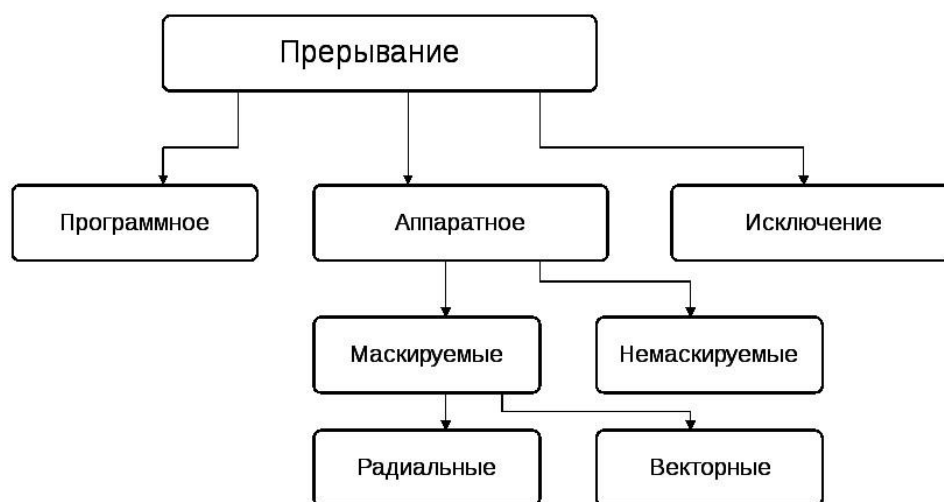 Прерывание
Программное
Аппаратное
Исключение
Маскируемые
Немаскируемые
Радиальные
Векторные